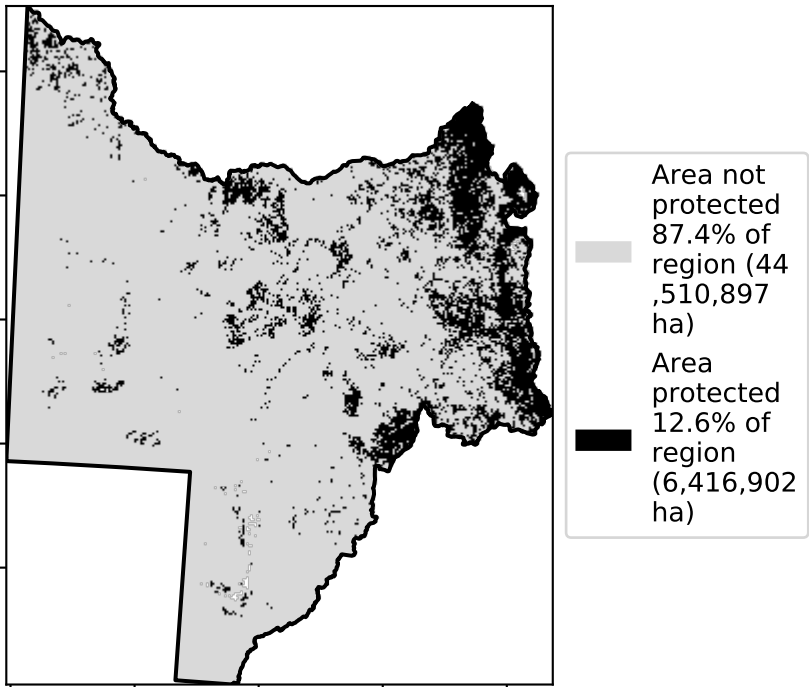 Area not
protected
87.4% of
region (44
,510,897
ha)
Area
protected
12.6% of
region
(6,416,902
ha)